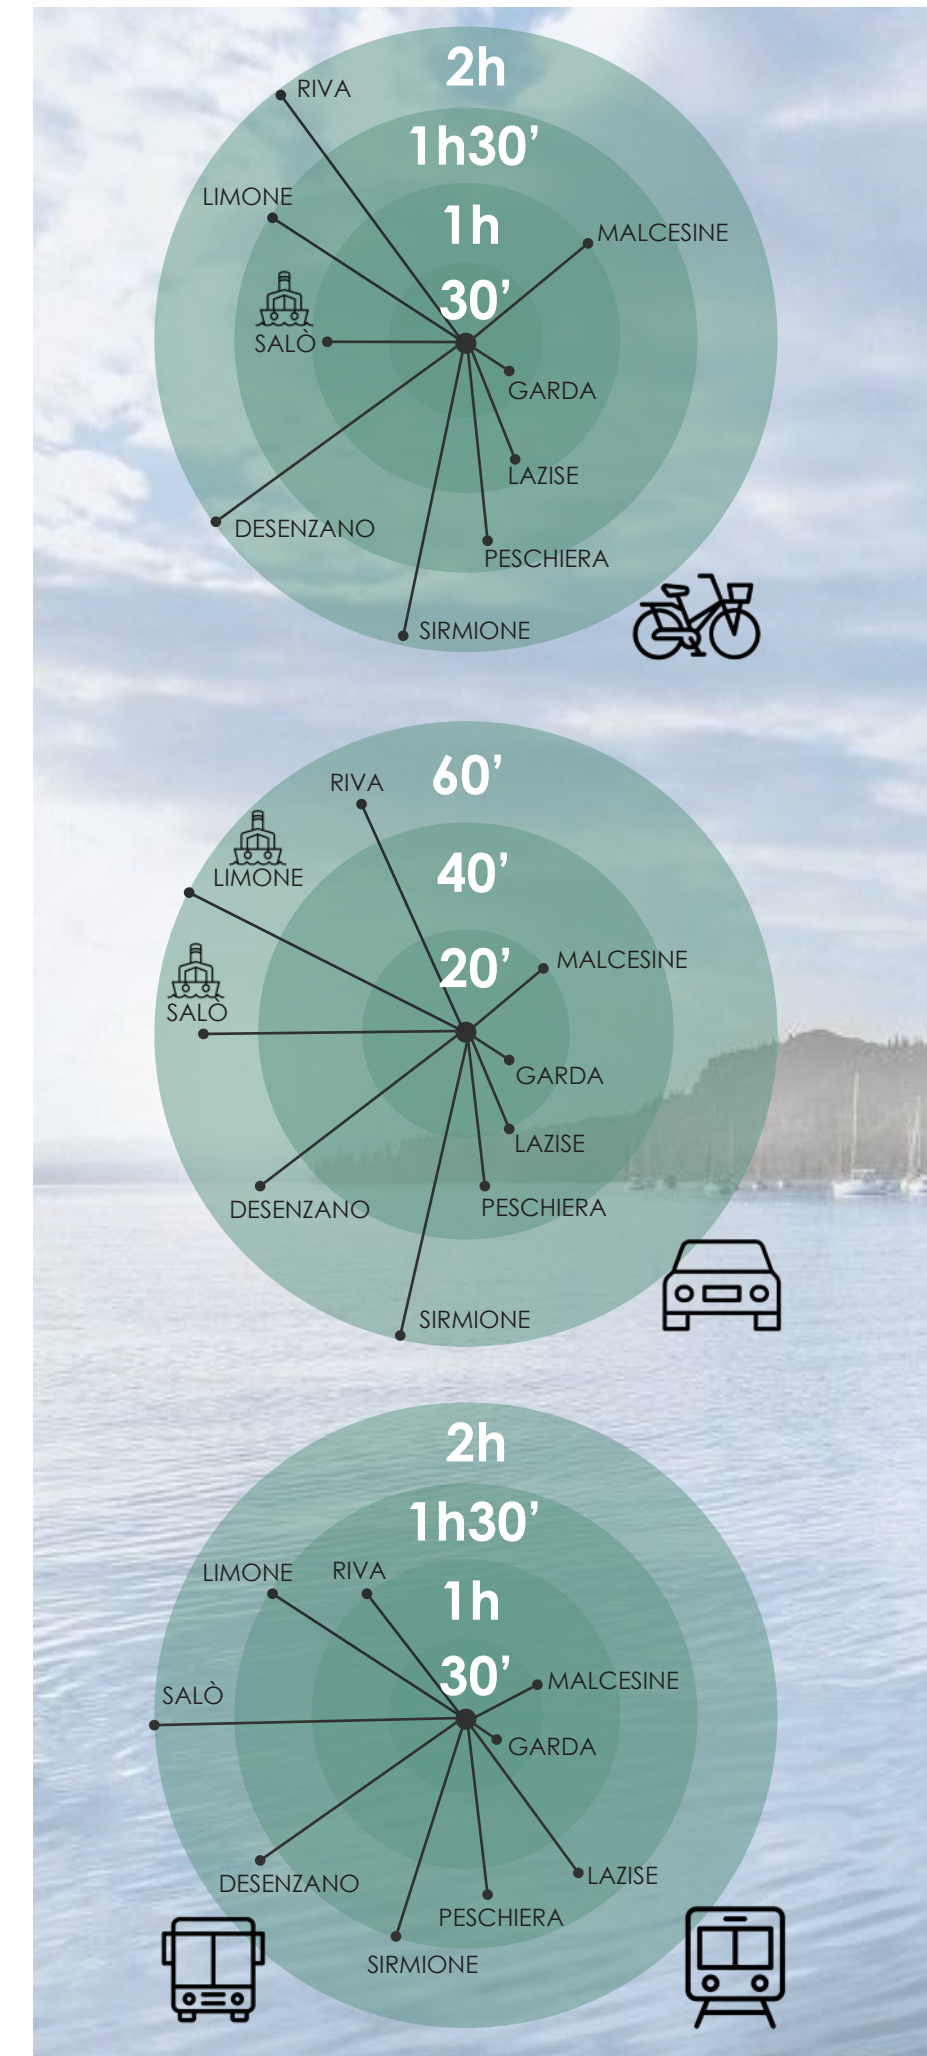 2h
RIVA
1h30’
LIMONE
1h
MALCESINE
30’
SALÒ
GARDA
LAZISE
DESENZANO
PESCHIERA
SIRMIONE
60’
RIVA
40’
LIMONE
20’
MALCESINE
SALÒ
GARDA
LAZISE
DESENZANO
PESCHIERA
SIRMIONE
2h
1h30’
LIMONE
RIVA
1h
30’
MALCESINE
SALÒ
GARDA
LAZISE
DESENZANO
PESCHIERA
SIRMIONE